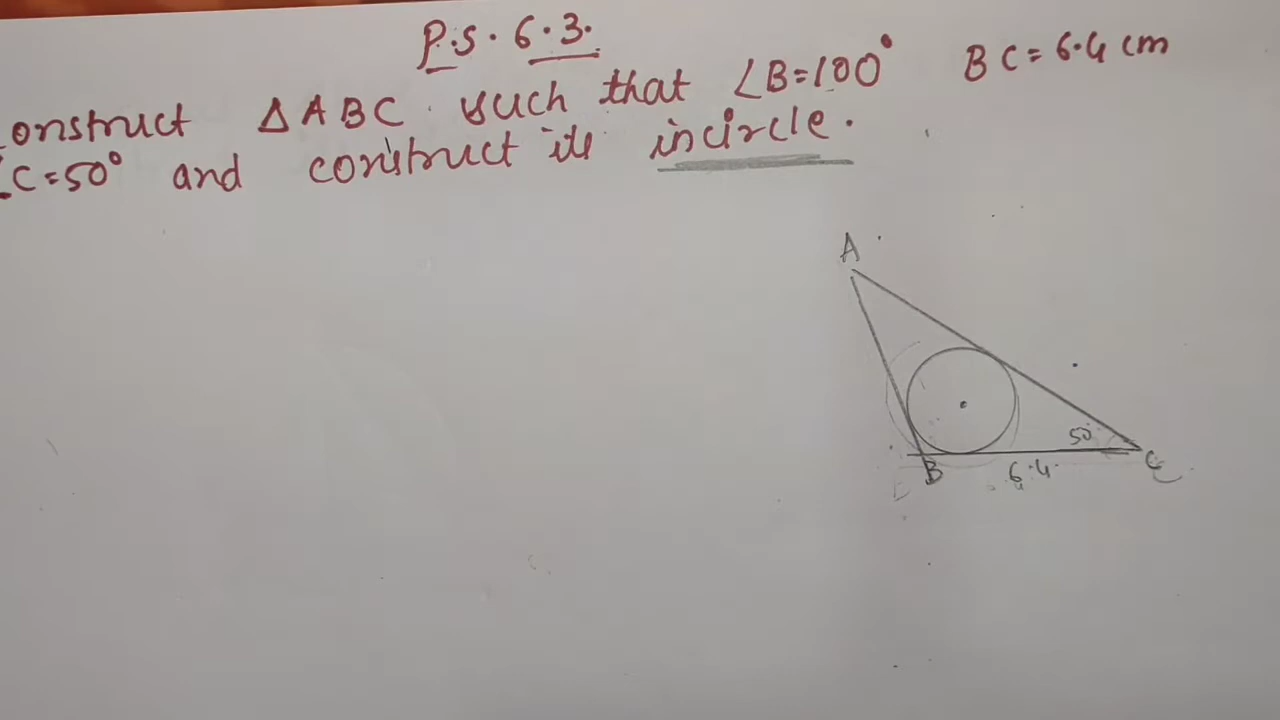 P.S. 6.3.
onstruct ΔABC such that ∠B=100° BC=6.4 cm
∠C=50° and construct its incircle.
A
50
B
6.4
C